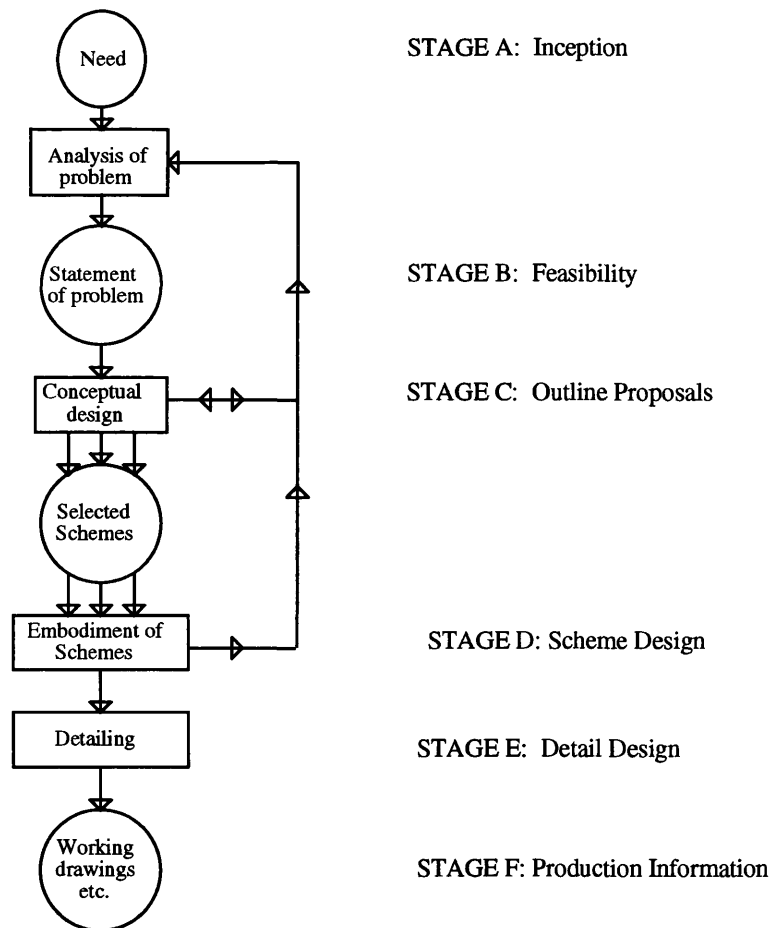 Need
STAGE A: Inception
Analysis of
problem
Statement
of problem
STAGE B: Feasibility
Conceptual
design
STAGE C: Outline Proposals
Selected
Schemes
Embodiment of
Schemes
STAGE D: Scheme Design
Detailing
STAGE E: Detail Design
Working
drawings
etc.
STAGE F: Production Information